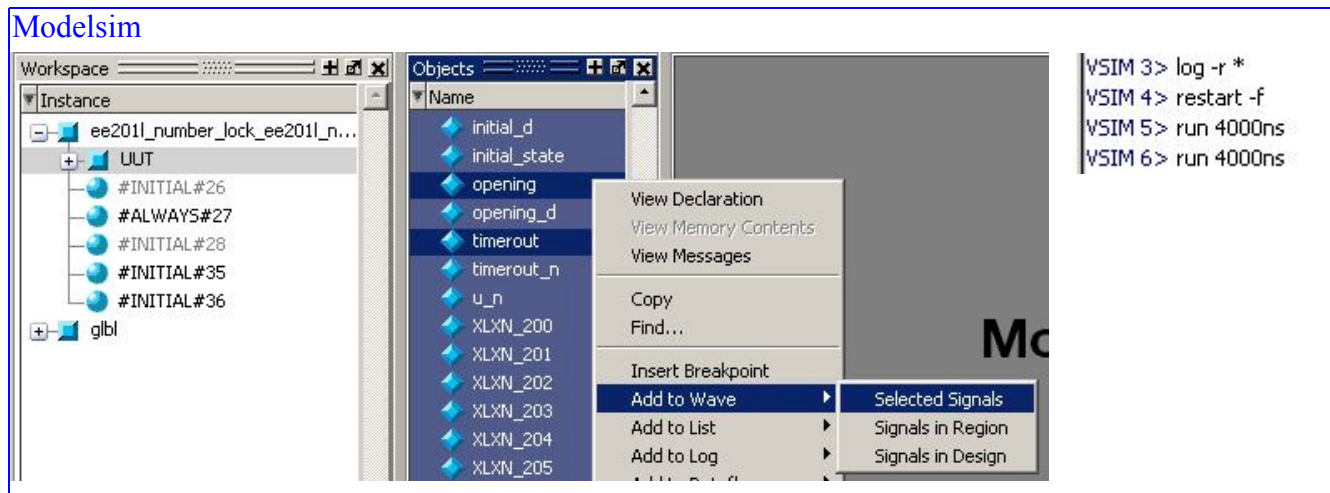 Modelsim
Workspace
Instance
ee201l_number_lock_ee201l_n...
UUT
#INITIAL#26
#ALWAYS#27
#INITIAL#28
#INITIAL#35
#INITIAL#36
glbl
Objects
Name
initial_d
initial_state
opening
opening_d
timerout
timerout_n
u_n
XLXN_200
XLXN_201
XLXN_202
XLXN_203
XLXN_204
XLXN_205
View Declaration
View Memory Contents
View Messages
Copy
Find...
Insert Breakpoint
Add to Wave
Add to List
Add to Log
Selected Signals
Signals in Region
Signals in Design
VSIM 3> log -r *
VSIM 4> restart -f
VSIM 5> run 4000ns
VSIM 6> run 4000ns